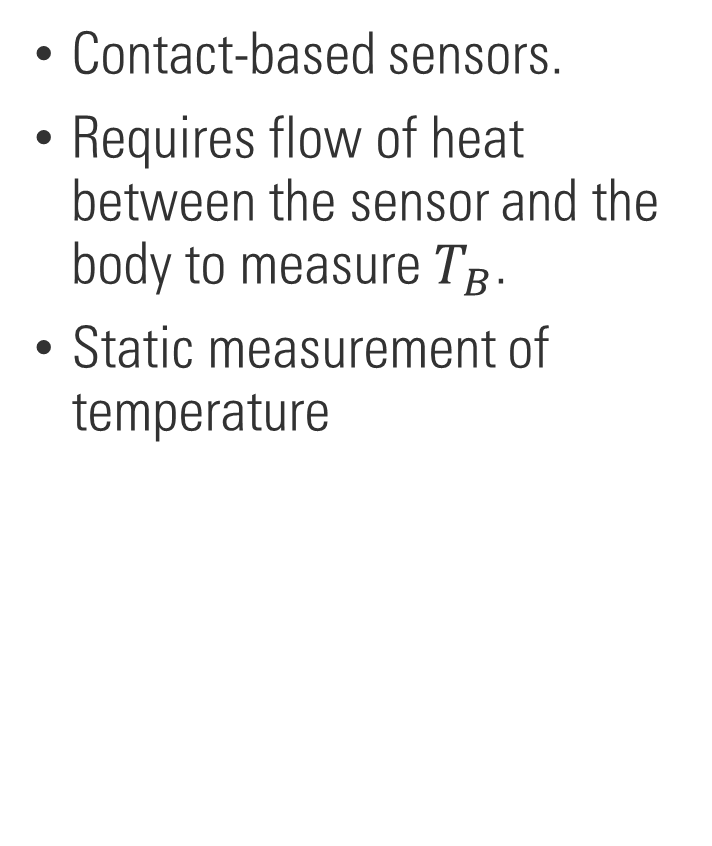 • Contact-based sensors.
• Requires flow of heat
between the sensor and the
body to measure $T_B$.
• Static measurement of
temperature